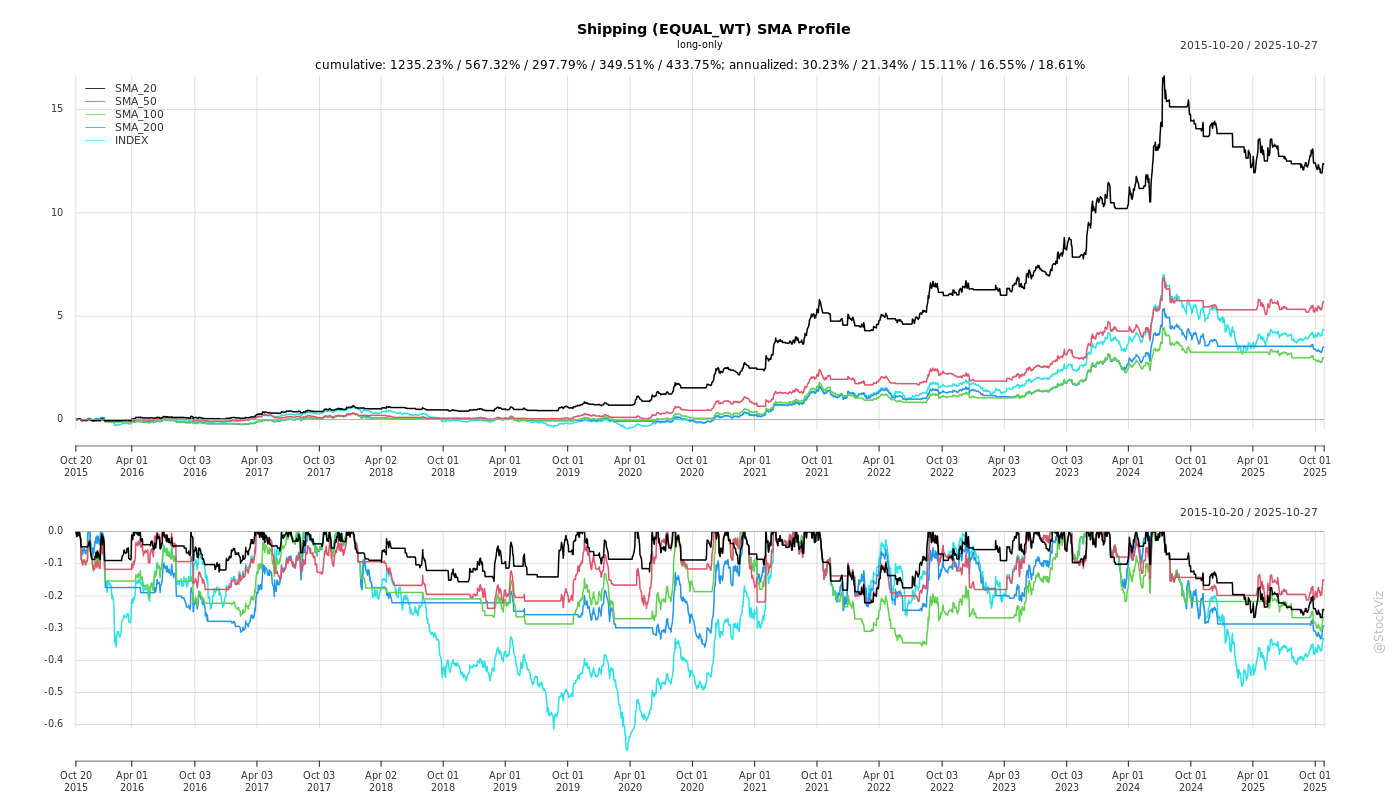 Shipping (EQUAL_WT) SMA Profile
long-only
2015-10-20 / 2025-10-27
cumulative: 1235.23% / 567.32% / 297.79% / 349.51% / 433.75%; annualized: 30.23% / 21.34% / 15.11% / 16.55% / 18.61%
SMA_20
SMA_50
SMA_100
SMA_200
INDEX
15
10
5
0
Oct 20 Apr 01 Oct 03 Apr 03 Oct 03 Apr 02 Oct 01 Apr 01 Oct 01 Apr 01 Oct 01 Apr 01 Oct 01 Apr 01 Oct 03 Apr 03 Oct 03 Apr 01 Oct 01 Apr 01 Oct 01
2015 2016 2016 2017 2017 2018 2018 2019 2019 2020 2020 2021 2021 2022 2022 2023 2023 2024 2024 2025 2025
2015-10-20 / 2025-10-27
0.0
-0.1
-0.2
-0.3
-0.4
-0.5
-0.6
Oct 20 Apr 01 Oct 03 Apr 03 Oct 03 Apr 02 Oct 01 Apr 01 Oct 01 Apr 01 Oct 01 Apr 01 Oct 01 Apr 01 Oct 03 Apr 03 Oct 03 Apr 01 Oct 01 Apr 01 Oct 01
2015 2016 2016 2017 2017 2018 2018 2019 2019 2020 2020 2021 2021 2022 2022 2023 2023 2024 2024 2025 2025
@StockViz